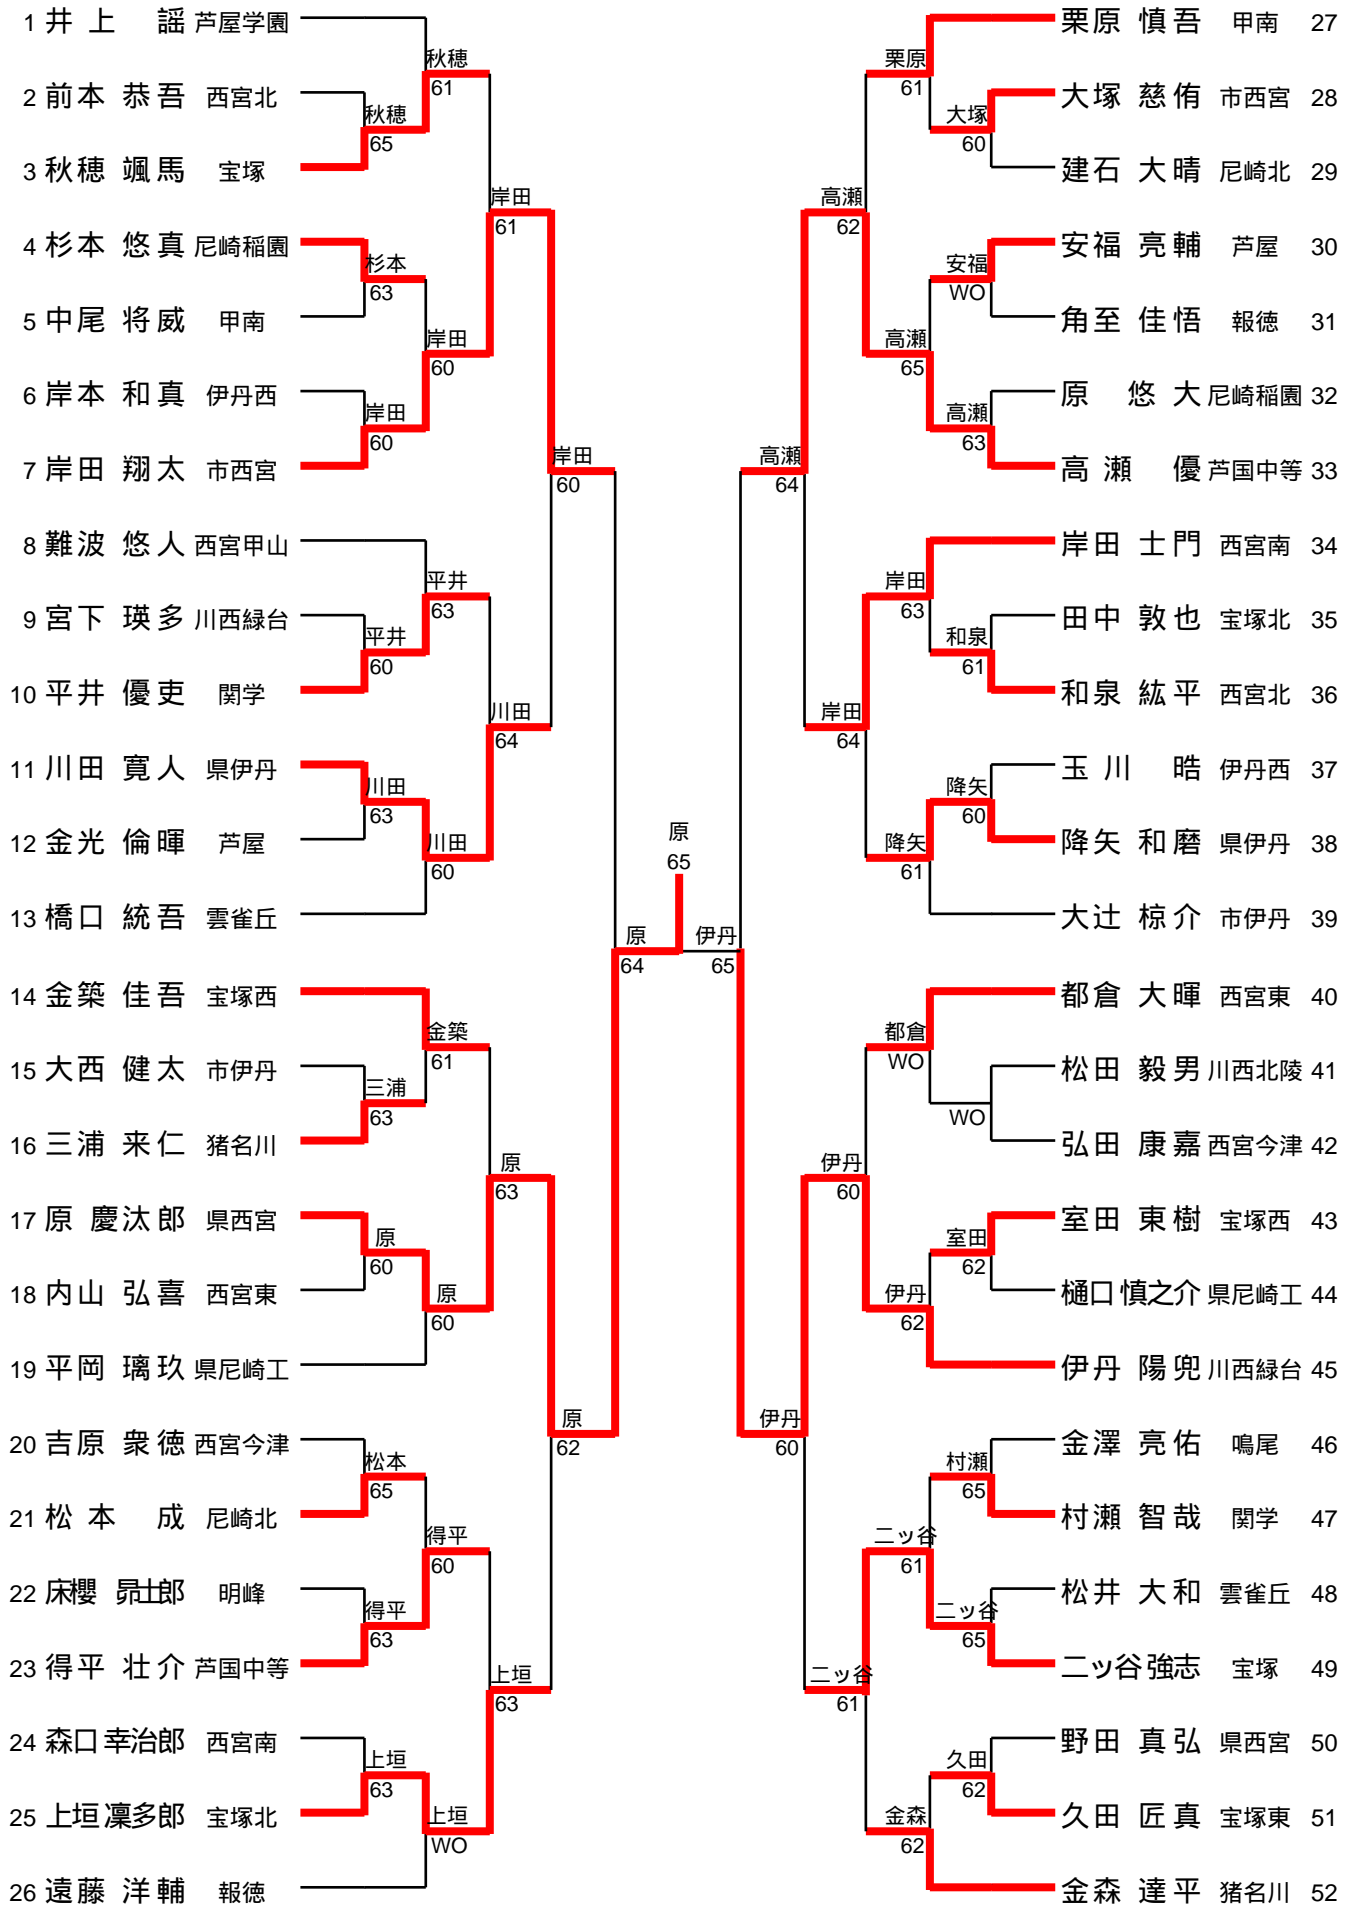 1 井上 謡 芦屋学園
2 前本 恭吾 西宮北
3 秋穂 颯馬 宝塚
4 杉本 悠真 尼崎稲園
5 中尾 将威 甲南
6 岸本 和真 伊丹西
7 岸田 翔太 市西宮
8 難波 悠人 西宮甲山
9 宮下 瑛多 川西緑台
10 平井 優吏 関学
11 川田 寛人 県伊丹
12 金光 倫暉 芦屋
13 橋口 統吾 雲雀丘
14 金築 佳吾 宝塚西
15 大西 健太 市伊丹
16 三浦 来仁 猪名川
17 原 慶汰郎 県西宮
18 内山 弘喜 西宮東
19 平岡 璃玖 県尼崎工
20 吉原 衆徳 西宮今津
21 松本 成 尼崎北
22 床櫻 昴士郎 明峰
23 得平 壮介 芦国中等
24 森口 幸治郎 西宮南
25 上垣 凜多郎 宝塚北
26 遠藤 洋輔 報徳
秋穂
65
杉本
63
岸田
60
平井
60
川田
63
三浦
63
原
60
松本
65
得平
63
上垣
63
秋穂
61
岸田
60
平井
63
川田
60
金築
61
原
60
得平
60
上垣
WO
岸田
61
川田
64
原
63
上垣
63
岸田
60
原
62
原
64
原
65
伊丹
65
高瀬
64
伊丹
60
高瀬
62
岸田
64
伊丹
60
二ッ谷
61
栗原
61
高瀬
65
岸田
63
降矢
61
都倉
WO
伊丹
62
二ッ谷
61
金森
62
大塚
60
安福
WO
高瀬
63
和泉
61
降矢
60
WO
室田
62
村瀬
65
二ッ谷
65
久田
62
栗原 慎吾 甲南 27
大塚 慈侑 市西宮 28
建石 大晴 尼崎北 29
安福 亮輔 芦屋 30
角至 佳悟 報徳 31
原 悠大 尼崎稲園 32
高瀬 優 芦国中等 33
岸田 士門 西宮南 34
田中 敦也 宝塚北 35
和泉 紘平 西宮北 36
玉川 晧 伊丹西 37
降矢 和磨 県伊丹 38
大辻 椋介 市伊丹 39
都倉 大暉 西宮東 40
松田 毅男 川西北陵 41
弘田 康嘉 西宮今津 42
室田 東樹 宝塚西 43
樋口 慎之介 県尼崎工 44
伊丹 陽兜 川西緑台 45
金澤 亮佑 鳴尾 46
村瀬 智哉 関学 47
松井 大和 雲雀丘 48
二ッ谷 強志 宝塚 49
野田 真弘 県西宮 50
久田 匠真 宝塚東 51
金森 達平 猪名川 52